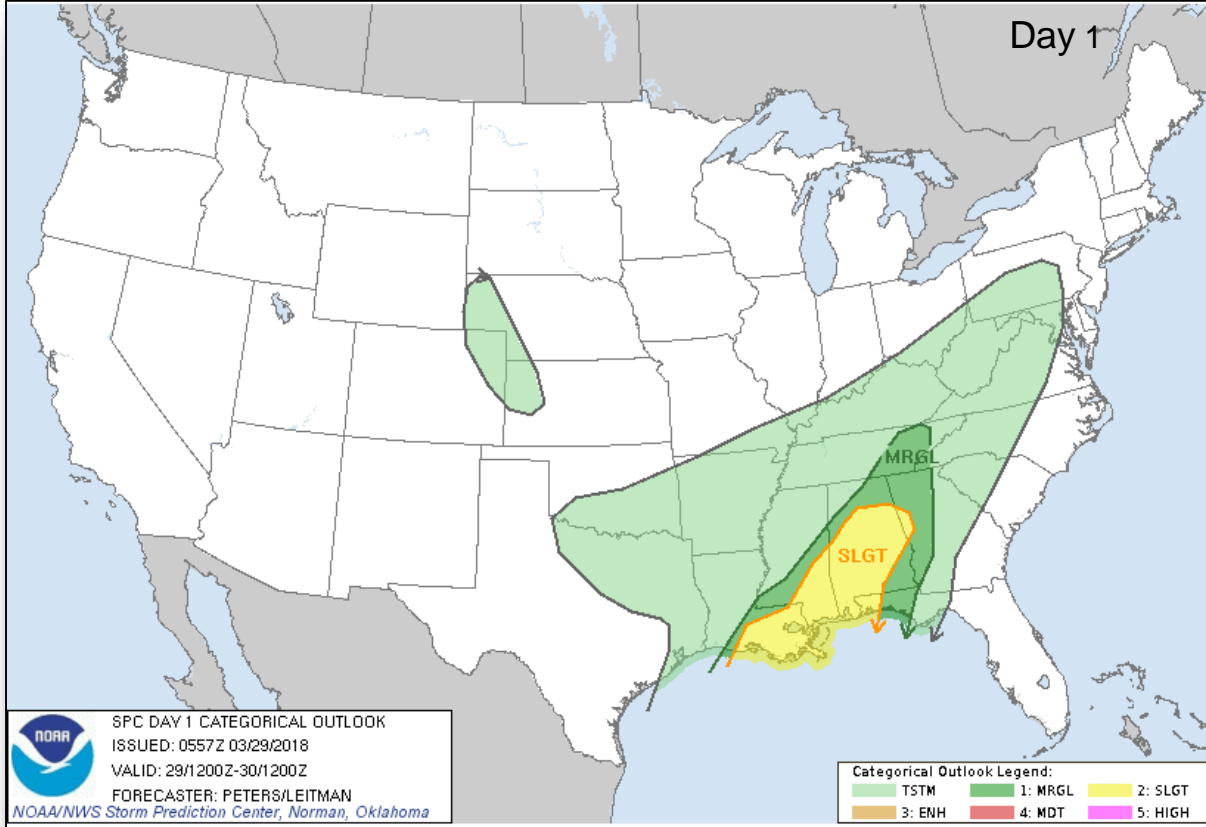 Day 1
MRGL
SLGT
NOAA
SPC DAY 1 CATEGORICAL OUTLOOK
ISSUED: 0557Z 03/29/2018
VALID: 29/1200Z-30/1200Z
FORECASTER: PETERS/LEITMAN
NOAA/NWS Storm Prediction Center, Norman, Oklahoma
Categorical Outlook Legend:
TSTM 1: MRGL 2: SLGT
3: ENH 4: MDT 5: HIGH